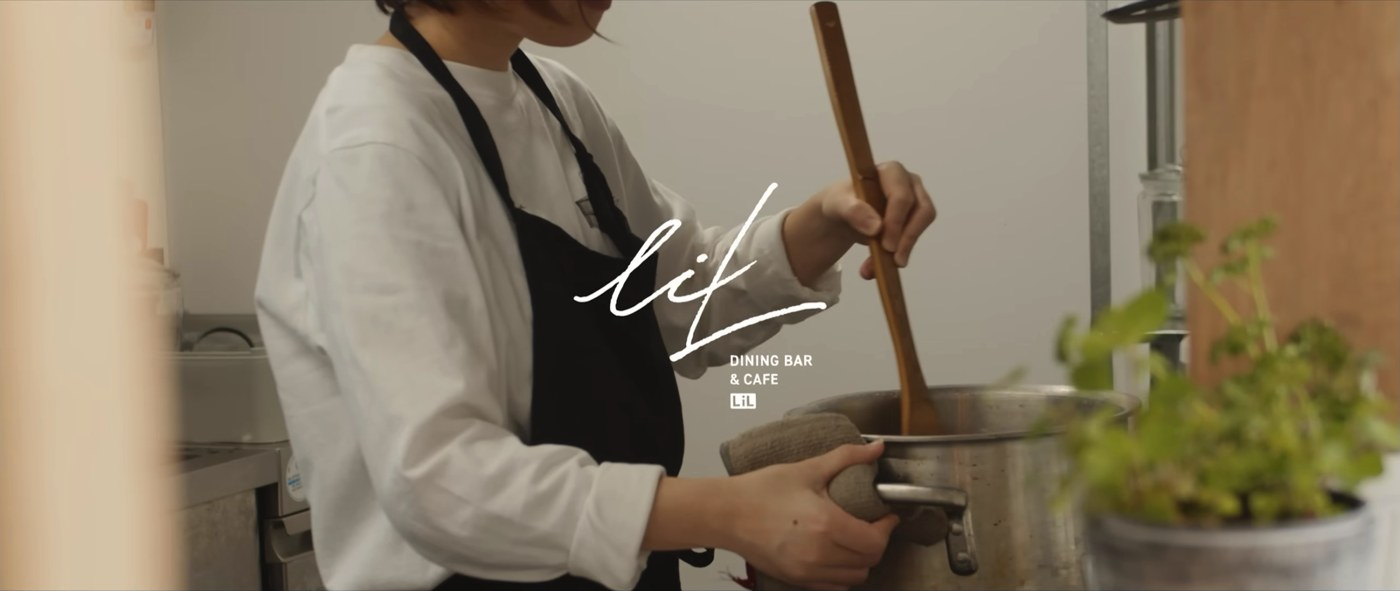 liL
DINING BAR
& CAFE
LiL